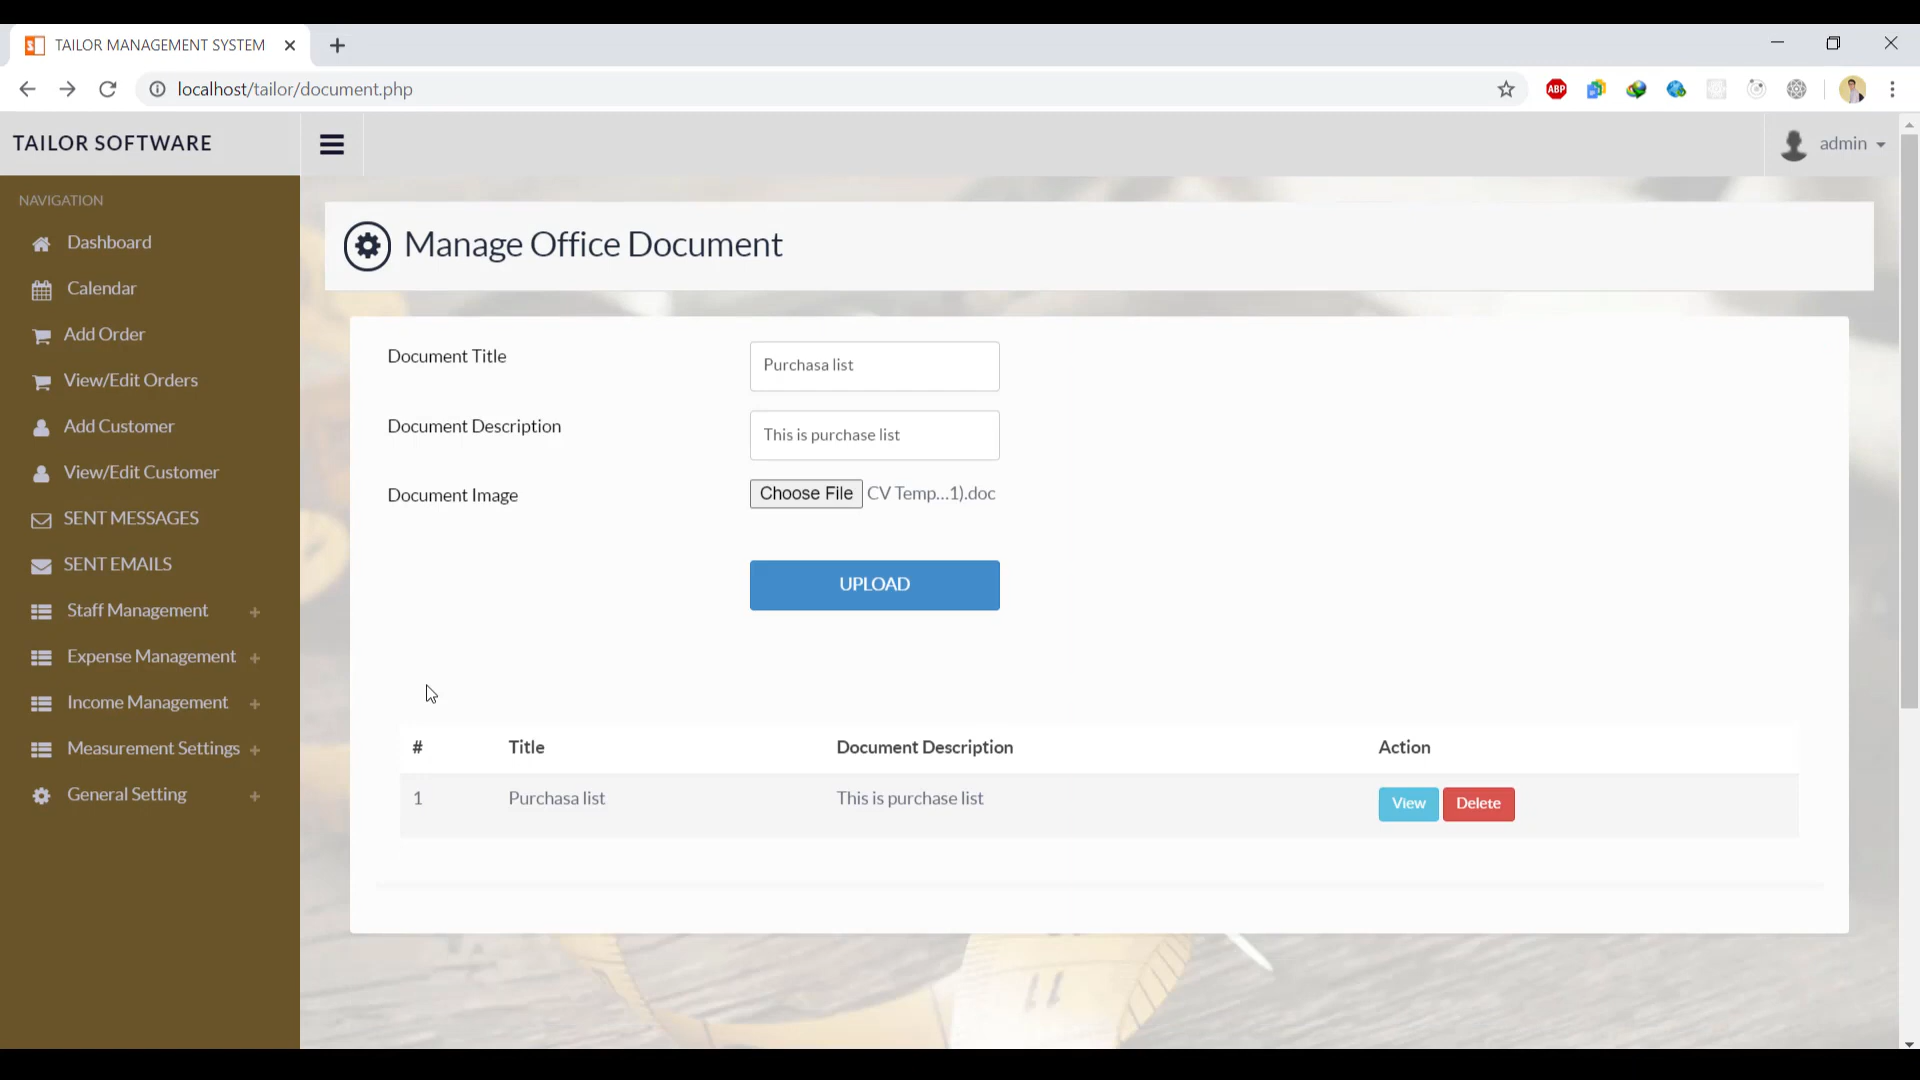 TAILOR MANAGEMENT SYSTEM
localhost/tailor/document.php
ABP
TAILOR SOFTWARE
admin
NAVIGATION
Dashboard
Calendar
Add Order
View/Edit Orders
Add Customer
View/Edit Customer
SENT MESSAGES
SENT EMAILS
Staff Management +
Expense Management +
Income Management +
Measurement Settings +
General Setting +
Manage Office Document
Document Title
Purchasa list
Document Description
This is purchase list
Document Image
Choose File CV Temp...1).doc
UPLOAD
# Title Document Description Action
1 Purchasa list This is purchase list View Delete